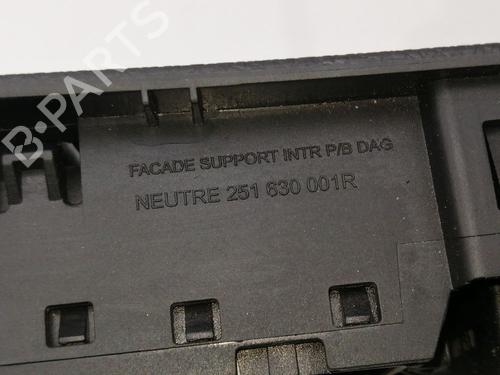 B-PARTS
FACADE SUPPORT INTR P/B DAG
NEUTRE 251 630 001R